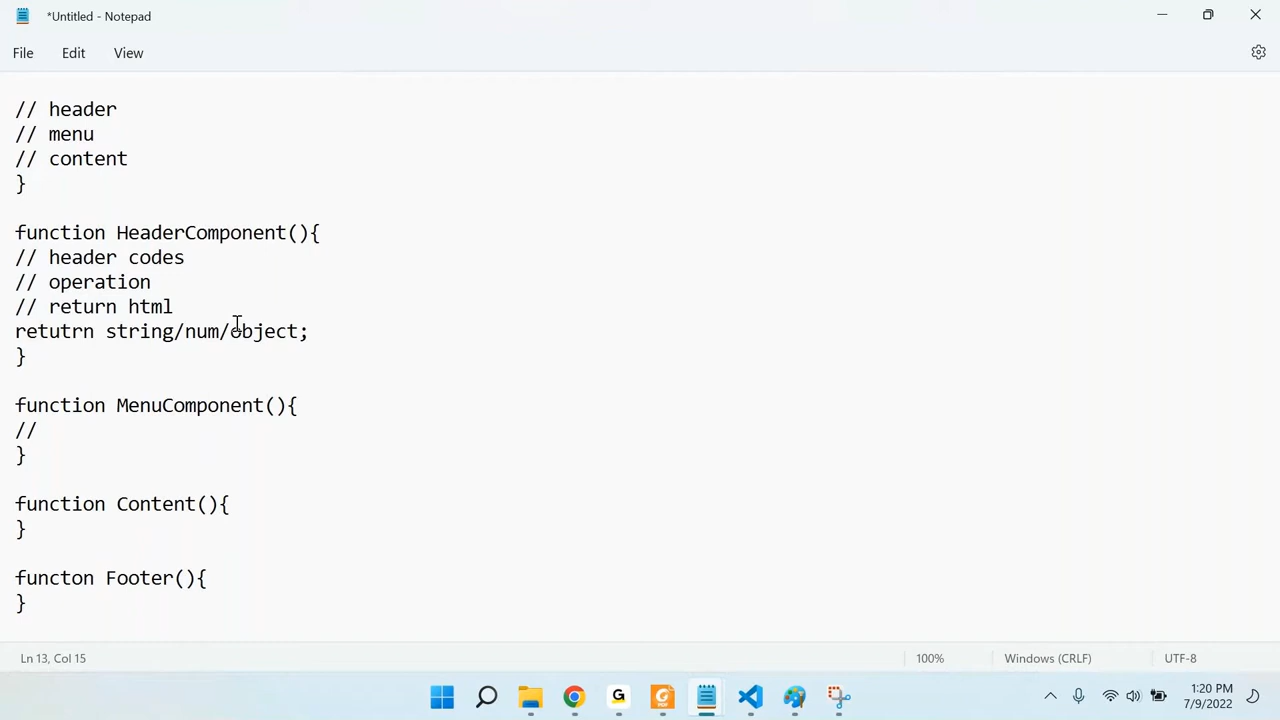 *Untitled - Notepad
File Edit View
// header
// menu
// content
}
function HeaderComponent(){
// header codes
// operation
// return html
retutrn string/num/object;
}
function MenuComponent(){
//
}
function Content(){
}
functon Footer(){
}
Ln 13, Col 15 100% Windows (CRLF) UTF-8
G
PDF
1:20 PM
7/9/2022